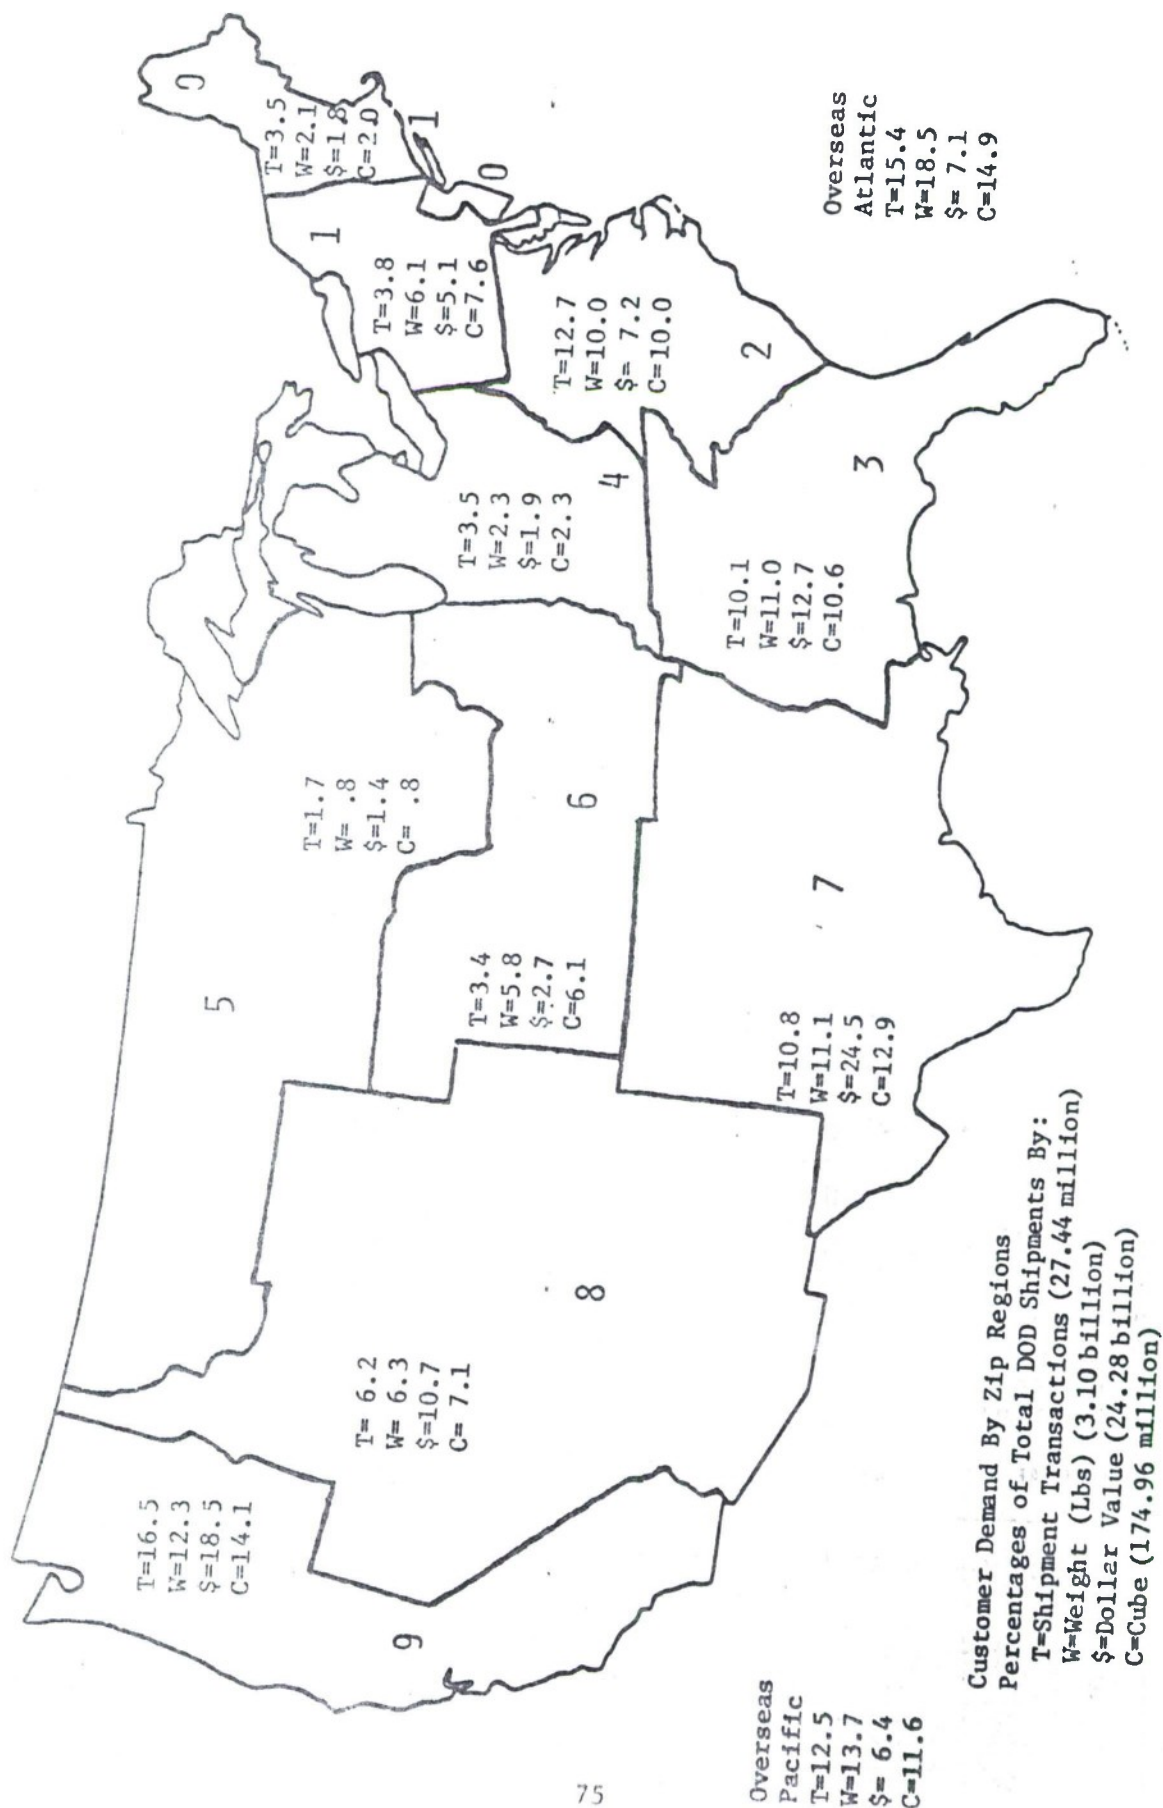 0
T=3.5
W=2.1
$=1.8
C=2.0
1
0
1
T=3.8
W=6.1
$=5.1
C=7.6
T=12.7
W=10.0
$= 7.2
C=10.0
2
Overseas
Atlantic
T=15.4
W=18.5
$= 7.1
C=14.9
4
T=3.5
W=2.3
$=1.9
C=2.3
3
T=10.1
W=11.0
$=12.7
C=10.6
5
T=1.7
W= .8
$=1.4
C= .8
6
T=3.4
W=5.8
$=2.7
C=6.1
7
T=10.8
W=11.1
$=24.5
C=12.9
8
T= 6.2
W= 6.3
$=10.7
C= 7.1
T=16.5
W=12.3
$=18.5
C=14.1
9
Overseas
Pacific
T=12.5
W=13.7
$= 6.4
C=11.6
Customer Demand By Zip Regions
Percentages of Total DOD Shipments By:
T=Shipment Transactions (27.44 million)
W=Weight (Lbs) (3.10 billion)
$=Dollar Value (24.28 billion)
C=Cube (174.96 million)
75